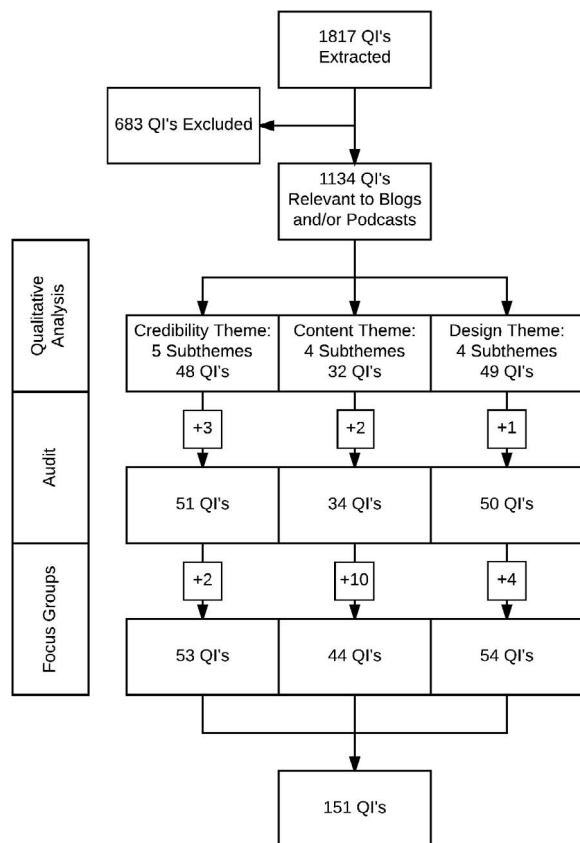 1817 QI's
Extracted
683 QI's Excluded
1134 QI's
Relevant to Blogs
and/or Podcasts
Qualitative
Analysis
Credibility Theme:
5 Subthemes
48 QI's
Content Theme:
4 Subthemes
32 QI's
Design Theme:
4 Subthemes
49 QI's
Audit
+3
+2
+1
51 QI's
34 QI's
50 QI's
Focus Groups
+2
+10
+4
53 QI's
44 QI's
54 QI's
151 QI's